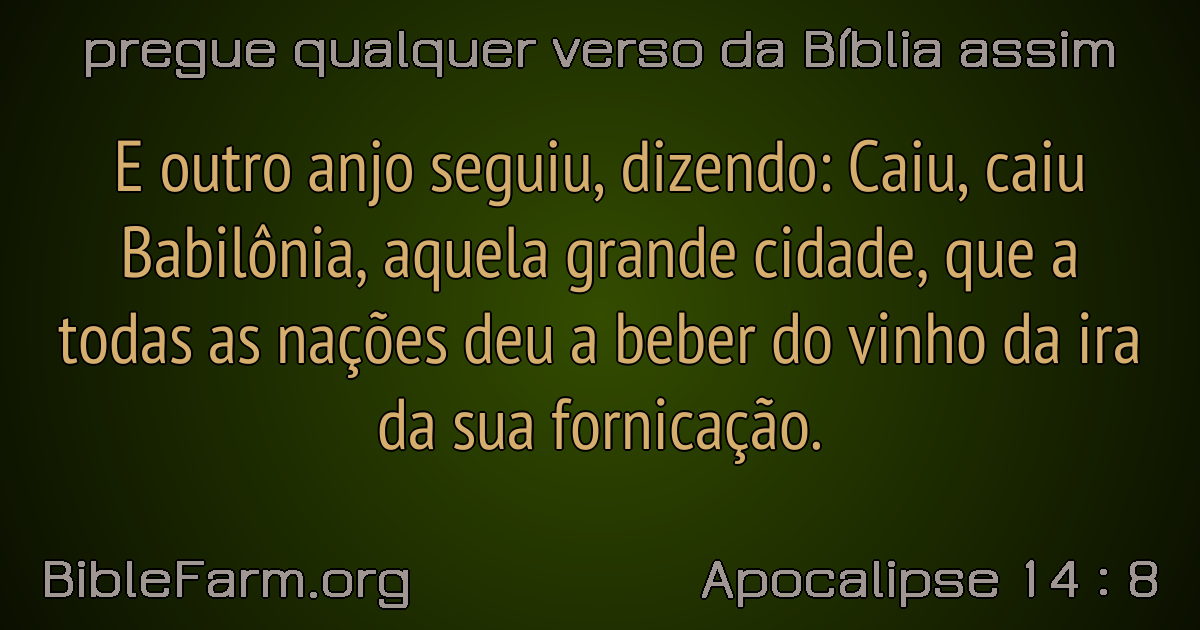 pregue qualquer verso da Bíblia assim
E outro anjo seguiu, dizendo: Caiu, caiu
Babilônia, aquela grande cidade, que a
todas as nações deu a beber do vinho da ira
da sua fornicação.
BibleFarm.org
Apocalipse 14 : 8